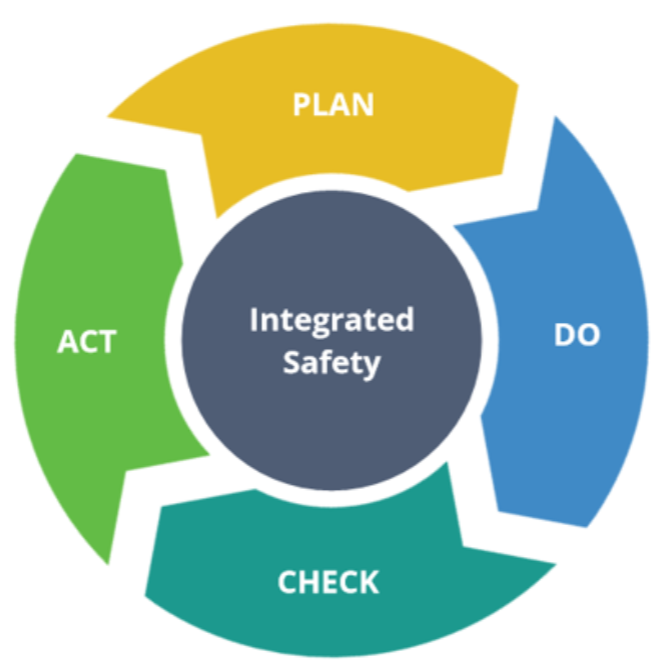 PLAN
DO
Integrated
Safety
ACT
CHECK